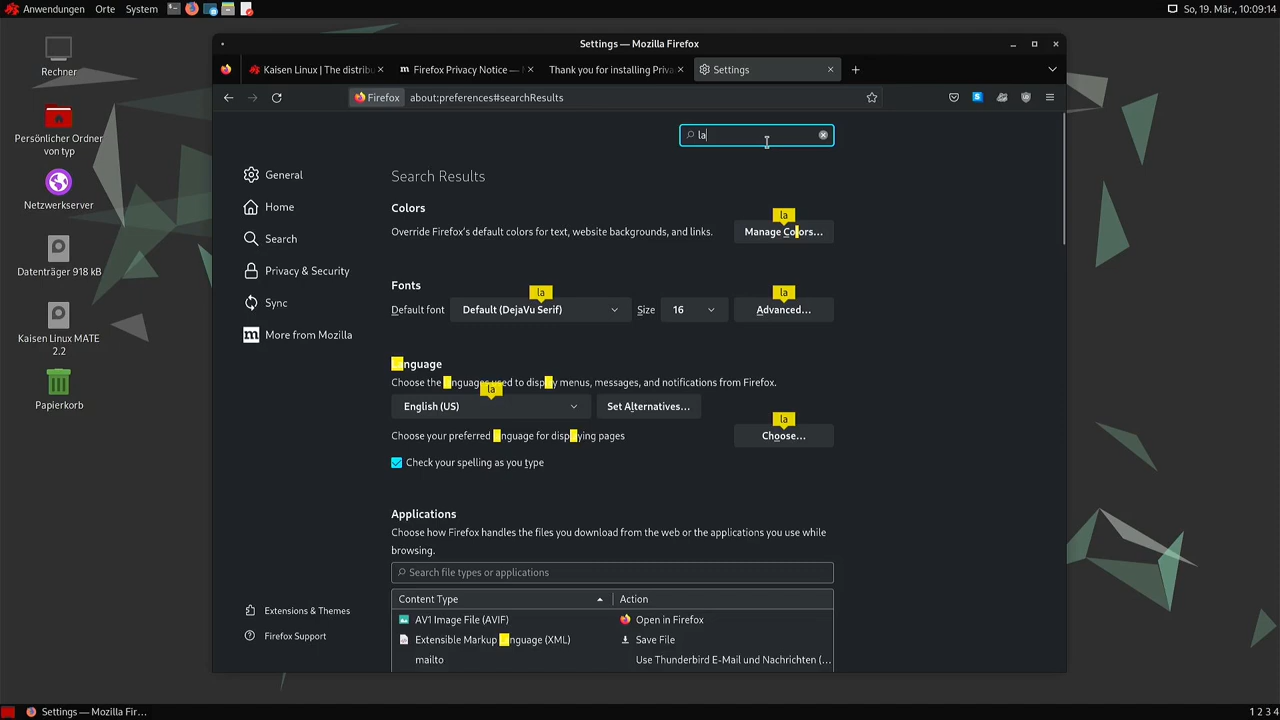 Anwendungen Orte System So, 19. Mär., 10:09:14
Settings — Mozilla Firefox
Kaisen Linux | The distribu
Firefox Privacy Notice —
Thank you for installing Priva
Settings
Firefox about:preferences#searchResults
la
Rechner
Persönlicher Ordner
von typ
Netzwerkserver
Datenträger 918 kB
Kaisen Linux MATE
2.2
Papierkorb
General
Home
Search
Privacy & Security
Sync
More from Mozilla
Extensions & Themes
Firefox Support
Search Results
Colors
la
Override Firefox's default colors for text, website backgrounds, and links. Manage Colors...
Fonts
la la
Default font Default (DejaVu Serif) Size 16 Advanced...
Language
Choose the languages used to display menus, messages, and notifications from Firefox.
la
English (US) Set Alternatives...
la
Choose your preferred language for displaying pages Choose...
Check your spelling as you type
Applications
Choose how Firefox handles the files you download from the web or the applications you use while
browsing.
Search file types or applications
Content Type Action
AV1 Image File (AVIF) Open in Firefox
Extensible Markup Language (XML) Save File
mailto Use Thunderbird E-Mail und Nachrichten (...
Settings — Mozilla Fir... 1 2 3 4